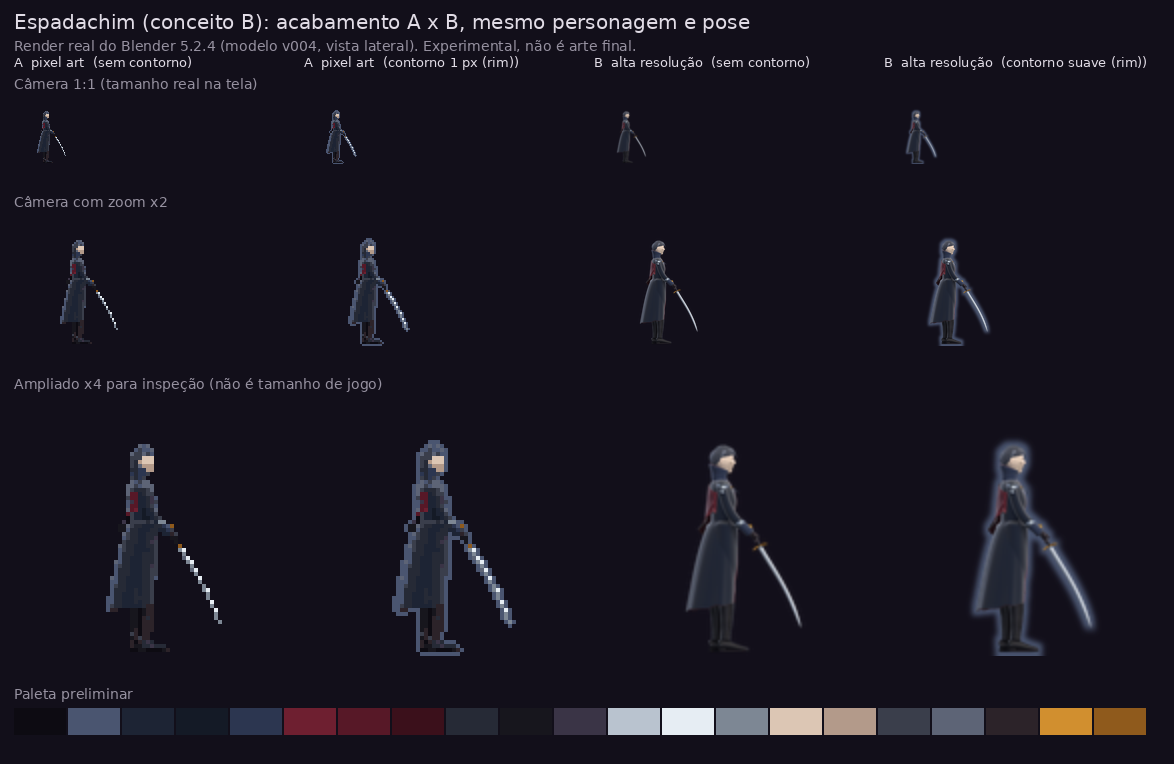 Espadachim (conceito B): acabamento A x B, mesmo personagem e pose
Render real do Blender 5.2.4 (modelo v004, vista lateral). Experimental, não é arte final.
A  pixel art  (sem contorno)
A  pixel art  (contorno 1 px (rim))
B  alta resolução  (sem contorno)
B  alta resolução  (contorno suave (rim))
Câmera 1:1 (tamanho real na tela)
Câmera com zoom x2
Ampliado x4 para inspeção (não é tamanho de jogo)
Paleta preliminar